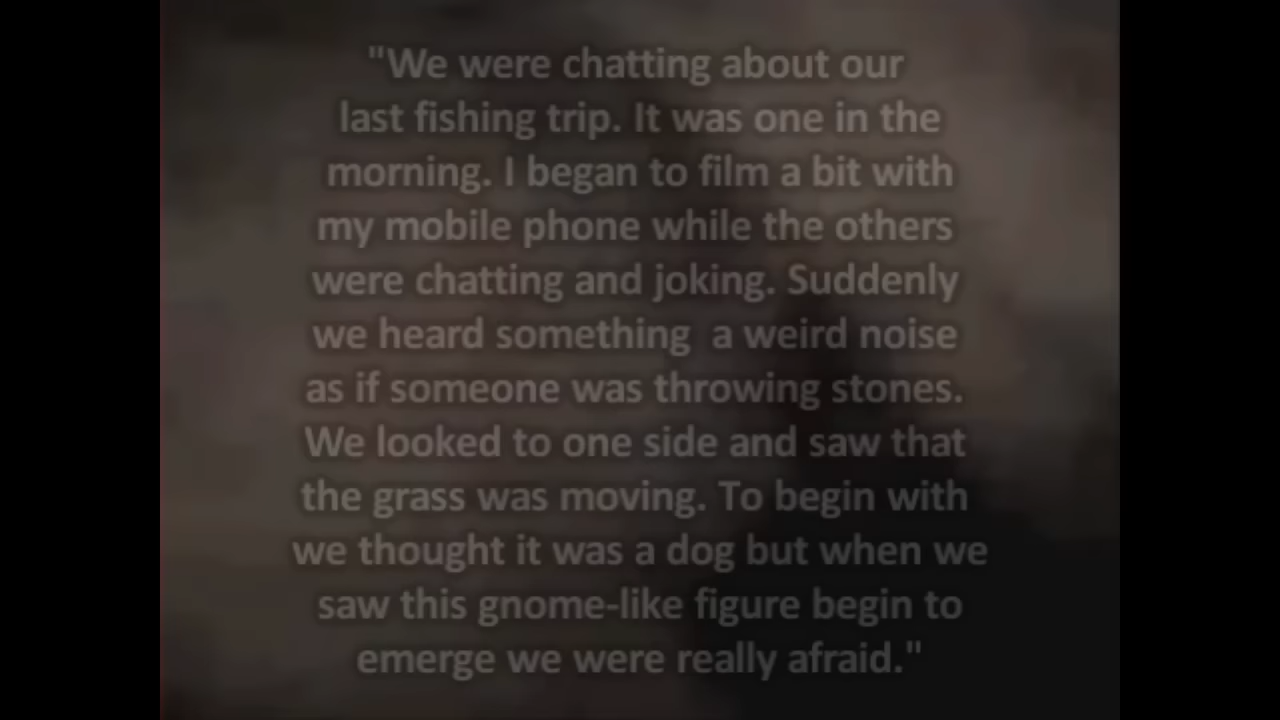 "We were chatting about our
last fishing trip. It was one in the
morning. I began to film a bit with
my mobile phone while the others
were chatting and joking. Suddenly
we heard something  a weird noise
as if someone was throwing stones.
We looked to one side and saw that
the grass was moving. To begin with
we thought it was a dog but when we
saw this gnome-like figure begin to
emerge we were really afraid."